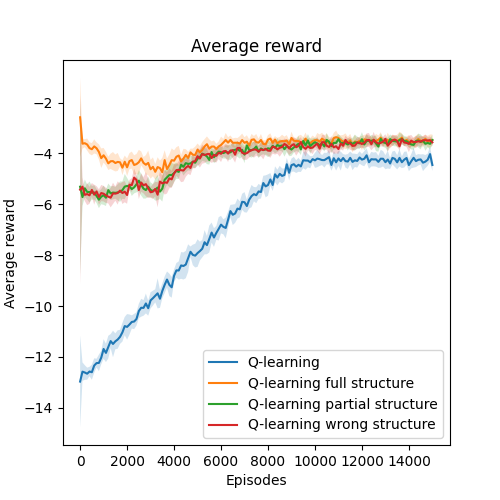 Average reward
Average reward
−2
−4
−6
−8
−10
−12
−14
0
2000
4000
6000
8000
10000
12000
14000
Episodes
Q-learning
Q-learning full structure
Q-learning partial structure
Q-learning wrong structure